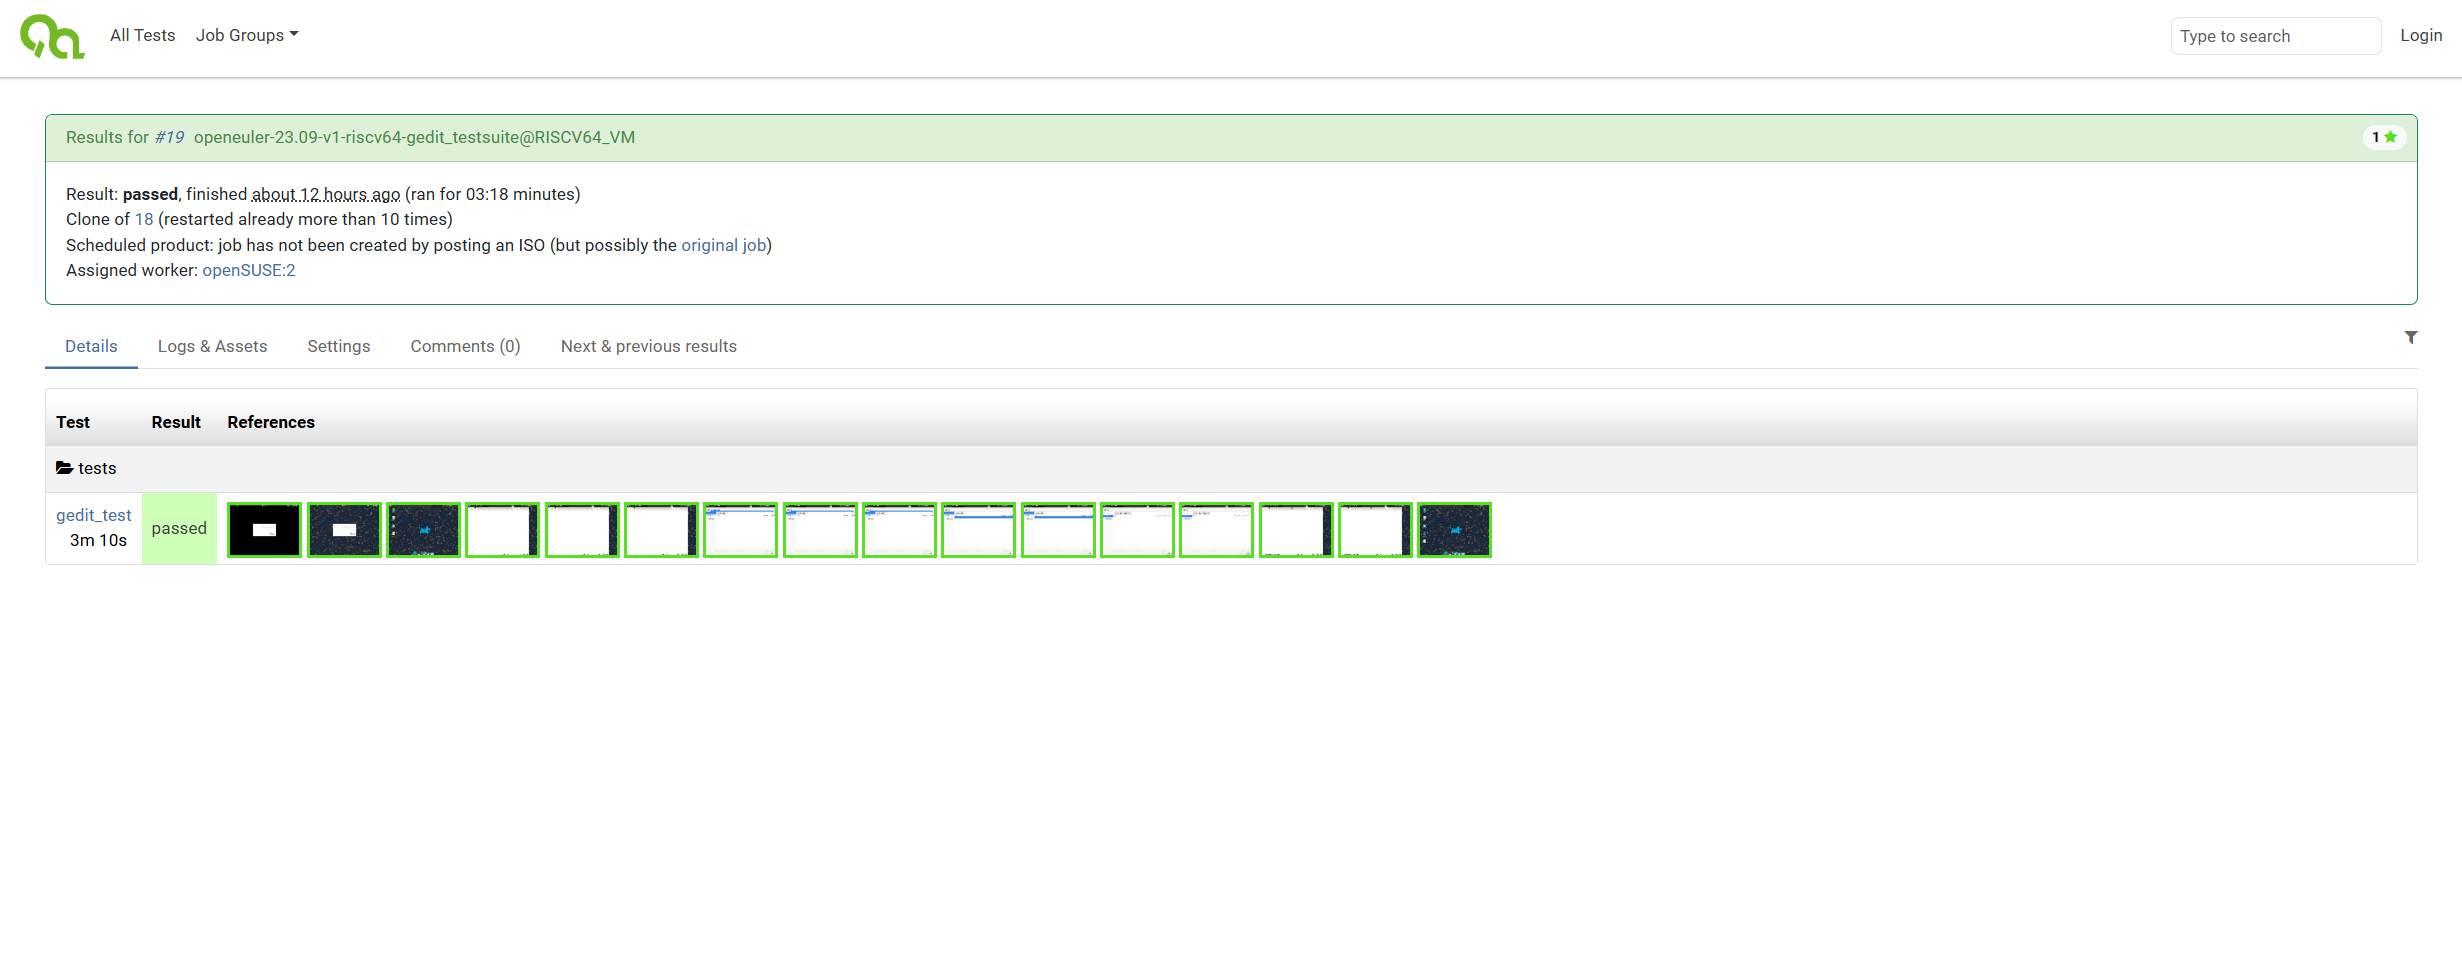 All Tests Job Groups Type to search Login
Results for #19 openeuler-23.09-v1-riscv64-gedit_testsuite@RISCV64_VM 1
Result: passed, finished about 12 hours ago (ran for 03:18 minutes)
Clone of 18 (restarted already more than 10 times)
Scheduled product: job has not been created by posting an ISO (but possibly the original job)
Assigned worker: openSUSE:2
Details Logs & Assets Settings Comments (0) Next & previous results
Test Result References
tests
gedit_test
passed
3m 10s